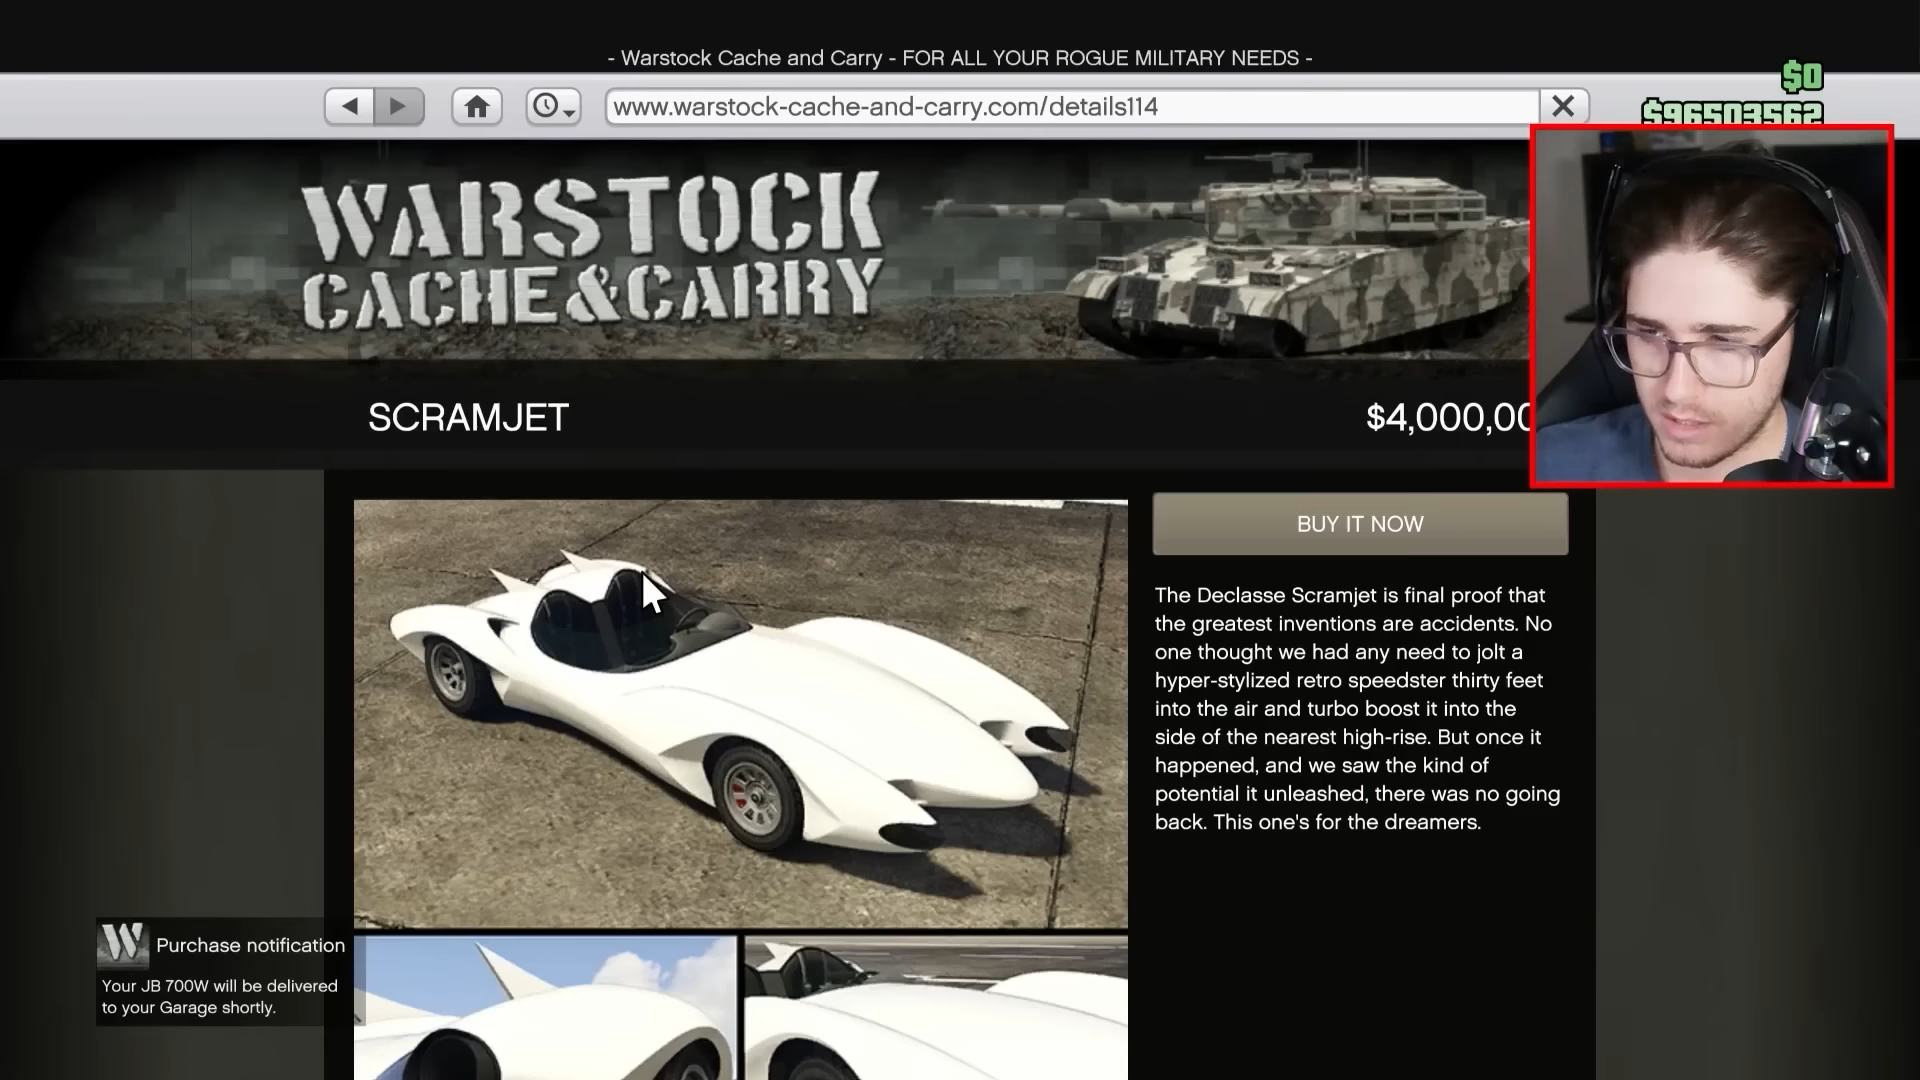 - Warstock Cache and Carry - FOR ALL YOUR ROGUE MILITARY NEEDS -
$0
www.warstock-cache-and-carry.com/details114
$96503562
WARSTOCK
CACHE&CARRY
SCRAMJET
$4,000,00
BUY IT NOW
The Declasse Scramjet is final proof that
the greatest inventions are accidents. No
one thought we had any need to jolt a
hyper-stylized retro speedster thirty feet
into the air and turbo boost it into the
side of the nearest high-rise. But once it
happened, and we saw the kind of
potential it unleashed, there was no going
back. This one's for the dreamers.
W
Purchase notification
Your JB 700W will be delivered
to your Garage shortly.